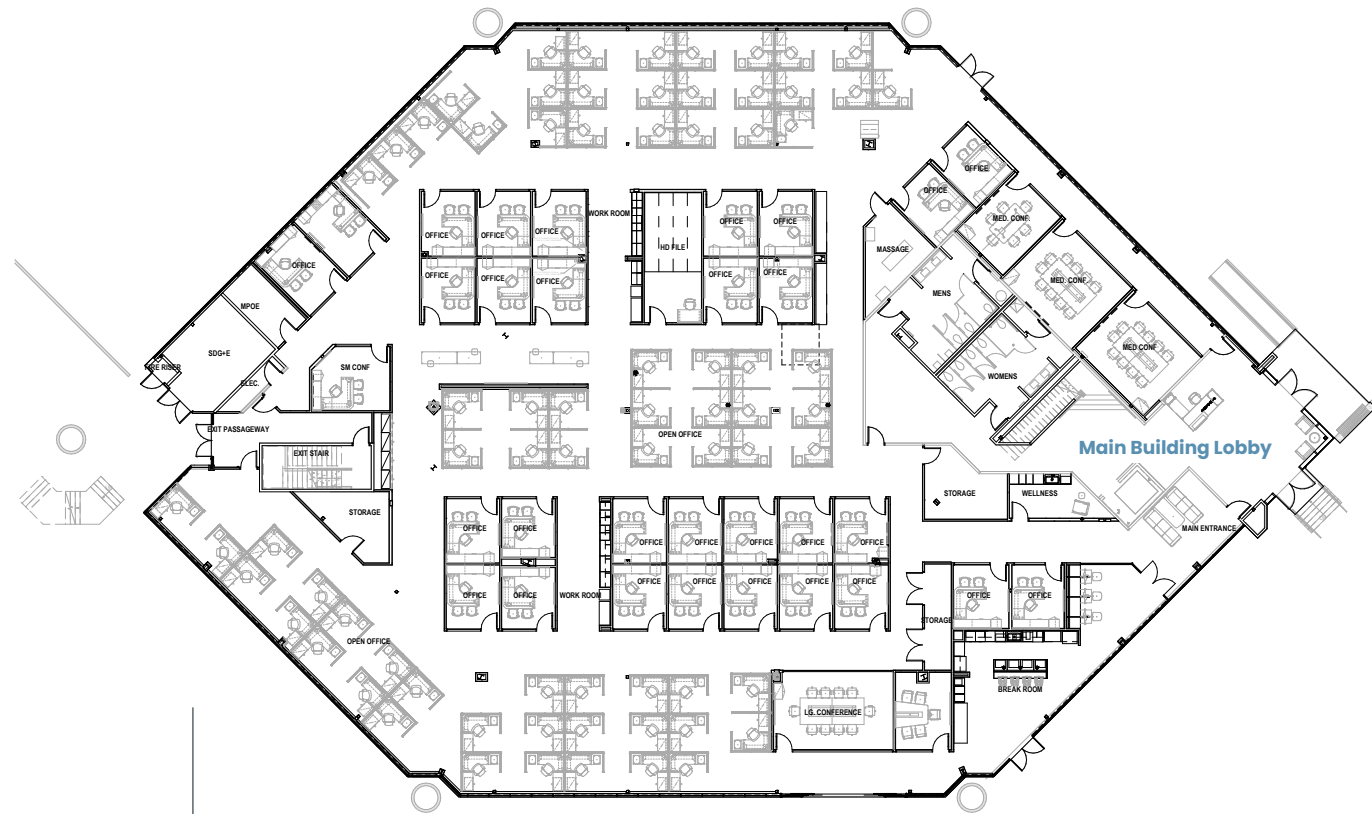 OFFICE
OFFICE
MED. CONF.
OFFICE
OFFICE
OFFICE
WORK ROOM
HD FILE
OFFICE
OFFICE
MASSAGE
OFFICE
OFFICE
OFFICE
OFFICE
OFFICE
OFFICE
MENS
MED. CONF.
MPOE
SDG+E
FIRE RISER
ELEC.
SM CONF
MED CONF
WOMENS
EXIT PASSAGEWAY
OPEN OFFICE
Main Building Lobby
EXIT STAIR
STORAGE
STORAGE
WELLNESS
MAIN ENTRANCE
OFFICE
OFFICE
OFFICE
OFFICE
OFFICE
OFFICE
OFFICE
OFFICE
OFFICE
WORK ROOM
OFFICE
OFFICE
OFFICE
OFFICE
OFFICE
OFFICE
OFFICE
STORAGE
OPEN OFFICE
BREAK ROOM
LG. CONFERENCE